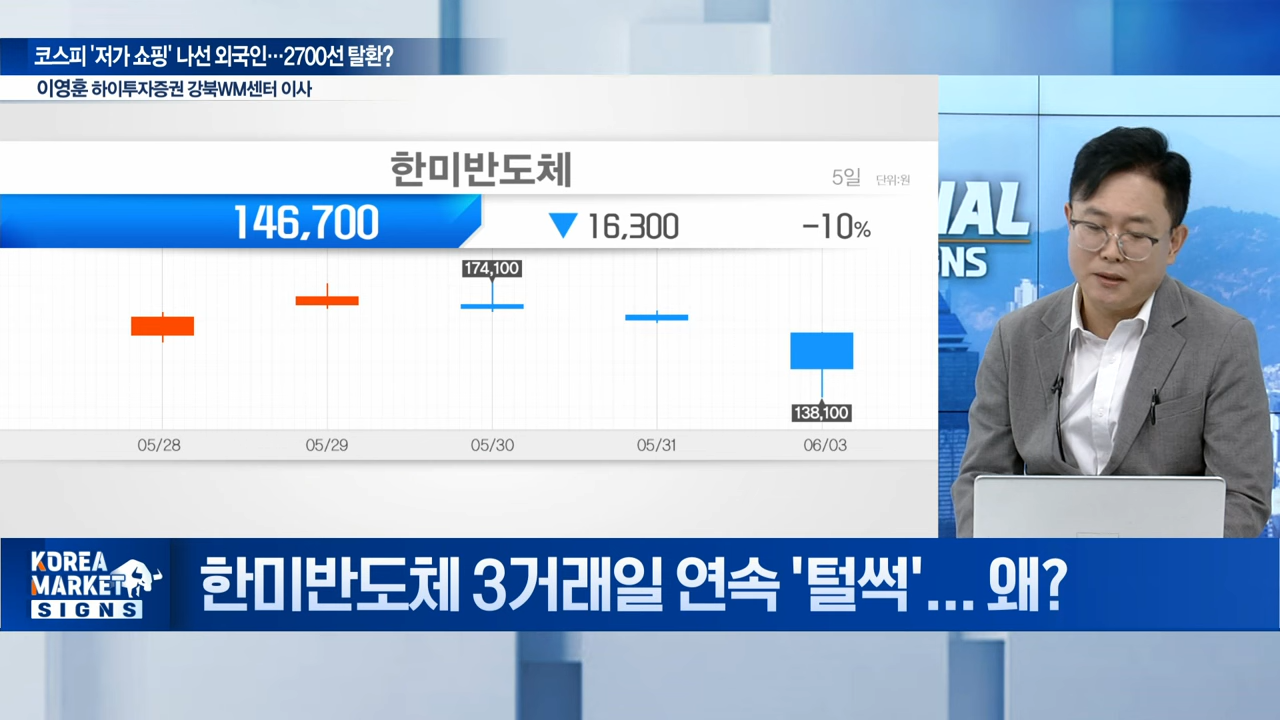 코스피 '저가 쇼핑' 나선 외국인…2700선 탈환?
이영훈 하이투자증권 강북WM센터 이사
한미반도체
5일 단위:원
146,700 ▼ 16,300 -10%
174,100
138,100
05/28 05/29 05/30 05/31 06/03
KOREA
MARKET
SIGNS
한미반도체 3거래일 연속 '털썩'... 왜?